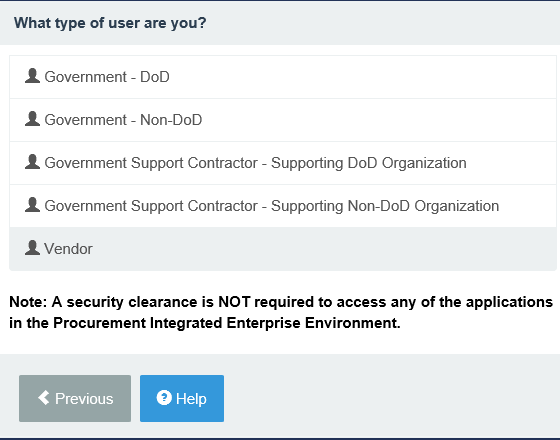 What type of user are you?
Government - DoD
Government - Non-DoD
Government Support Contractor - Supporting DoD Organization
Government Support Contractor - Supporting Non-DoD Organization
Vendor
Note: A security clearance is NOT required to access any of the applications
in the Procurement Integrated Enterprise Environment.
Previous
Help